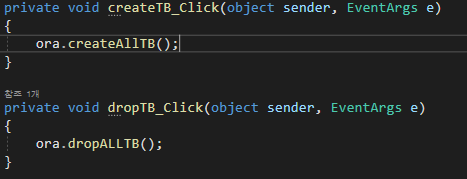 private void createTB_Click(object sender, EventArgs e)
{
    ora.createAllTB();
}
참조 1개
private void dropTB_Click(object sender, EventArgs e)
{
    ora.dropALLTB();
}